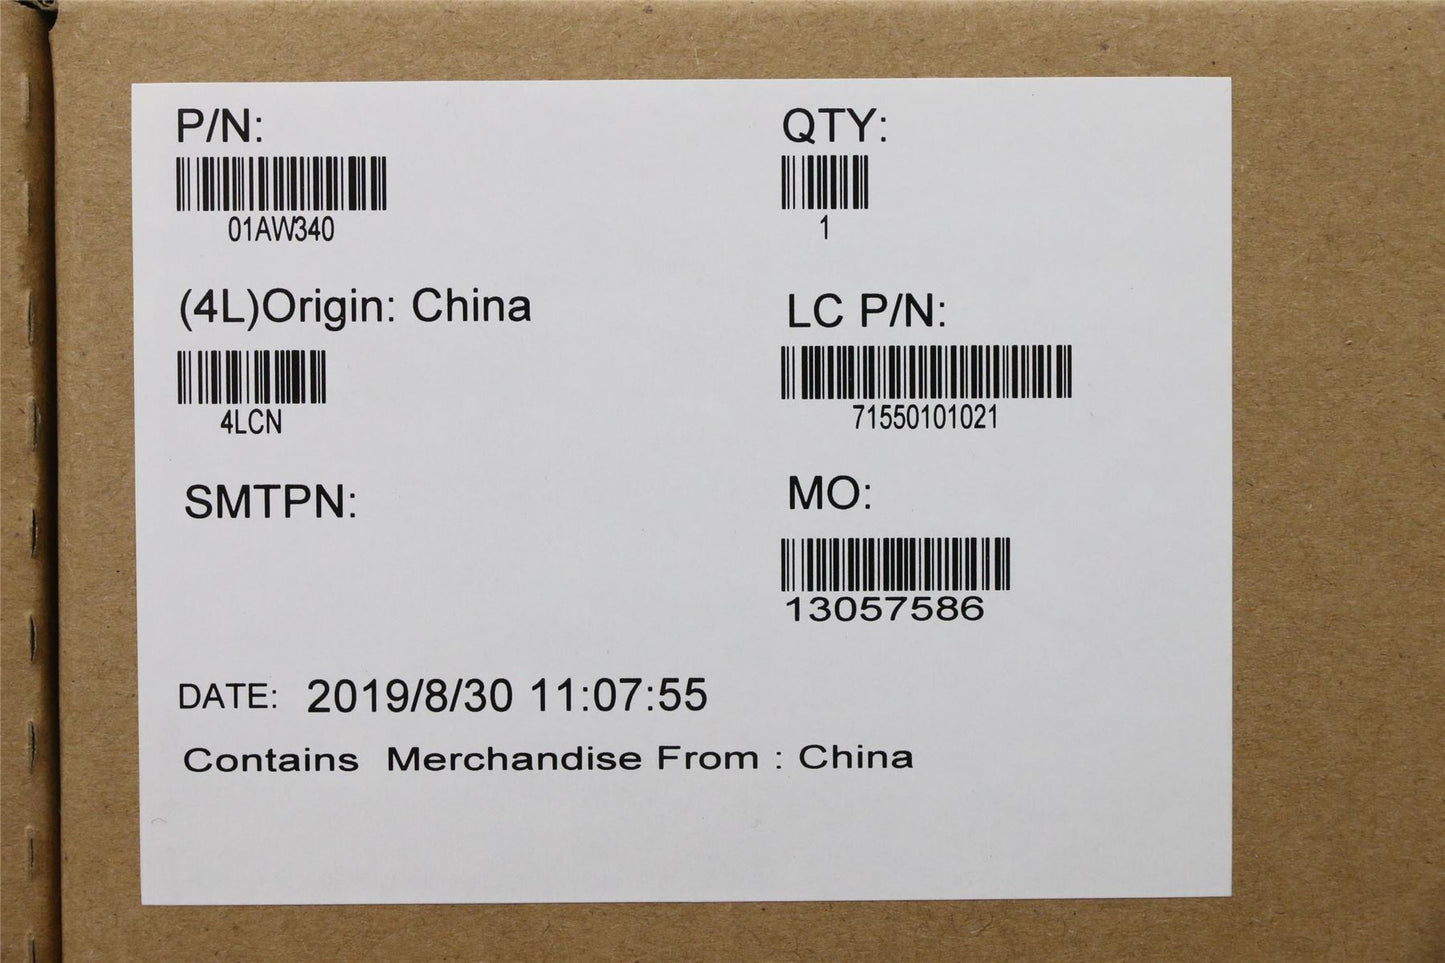 P/N:
01AW340
QTY:
1
(4L)Origin: China
4LCN
LC P/N:
71550101021
SMTPN:
MO:
13057586
DATE: 2019/8/30 11:07:55
Contains Merchandise From : China